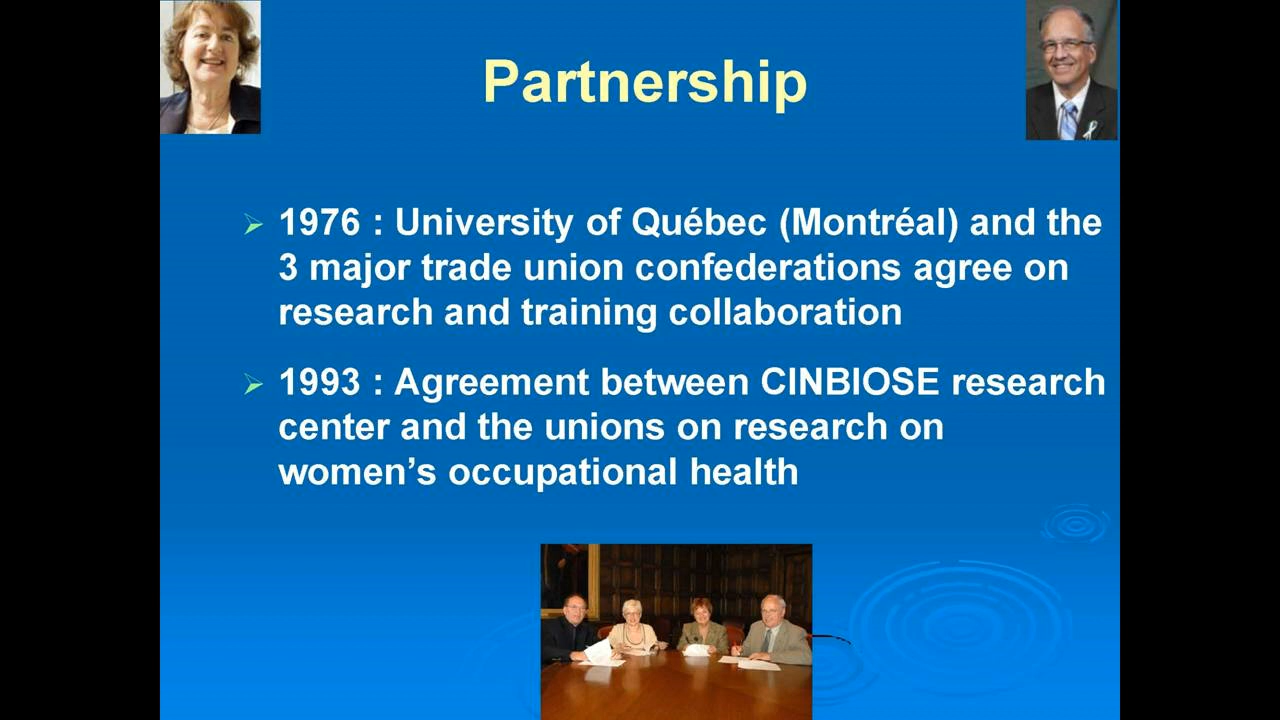 Partnership
1976 : University of Québec (Montréal) and the
3 major trade union confederations agree on
research and training collaboration
1993 : Agreement between CINBIOSE research
center and the unions on research on
women’s occupational health